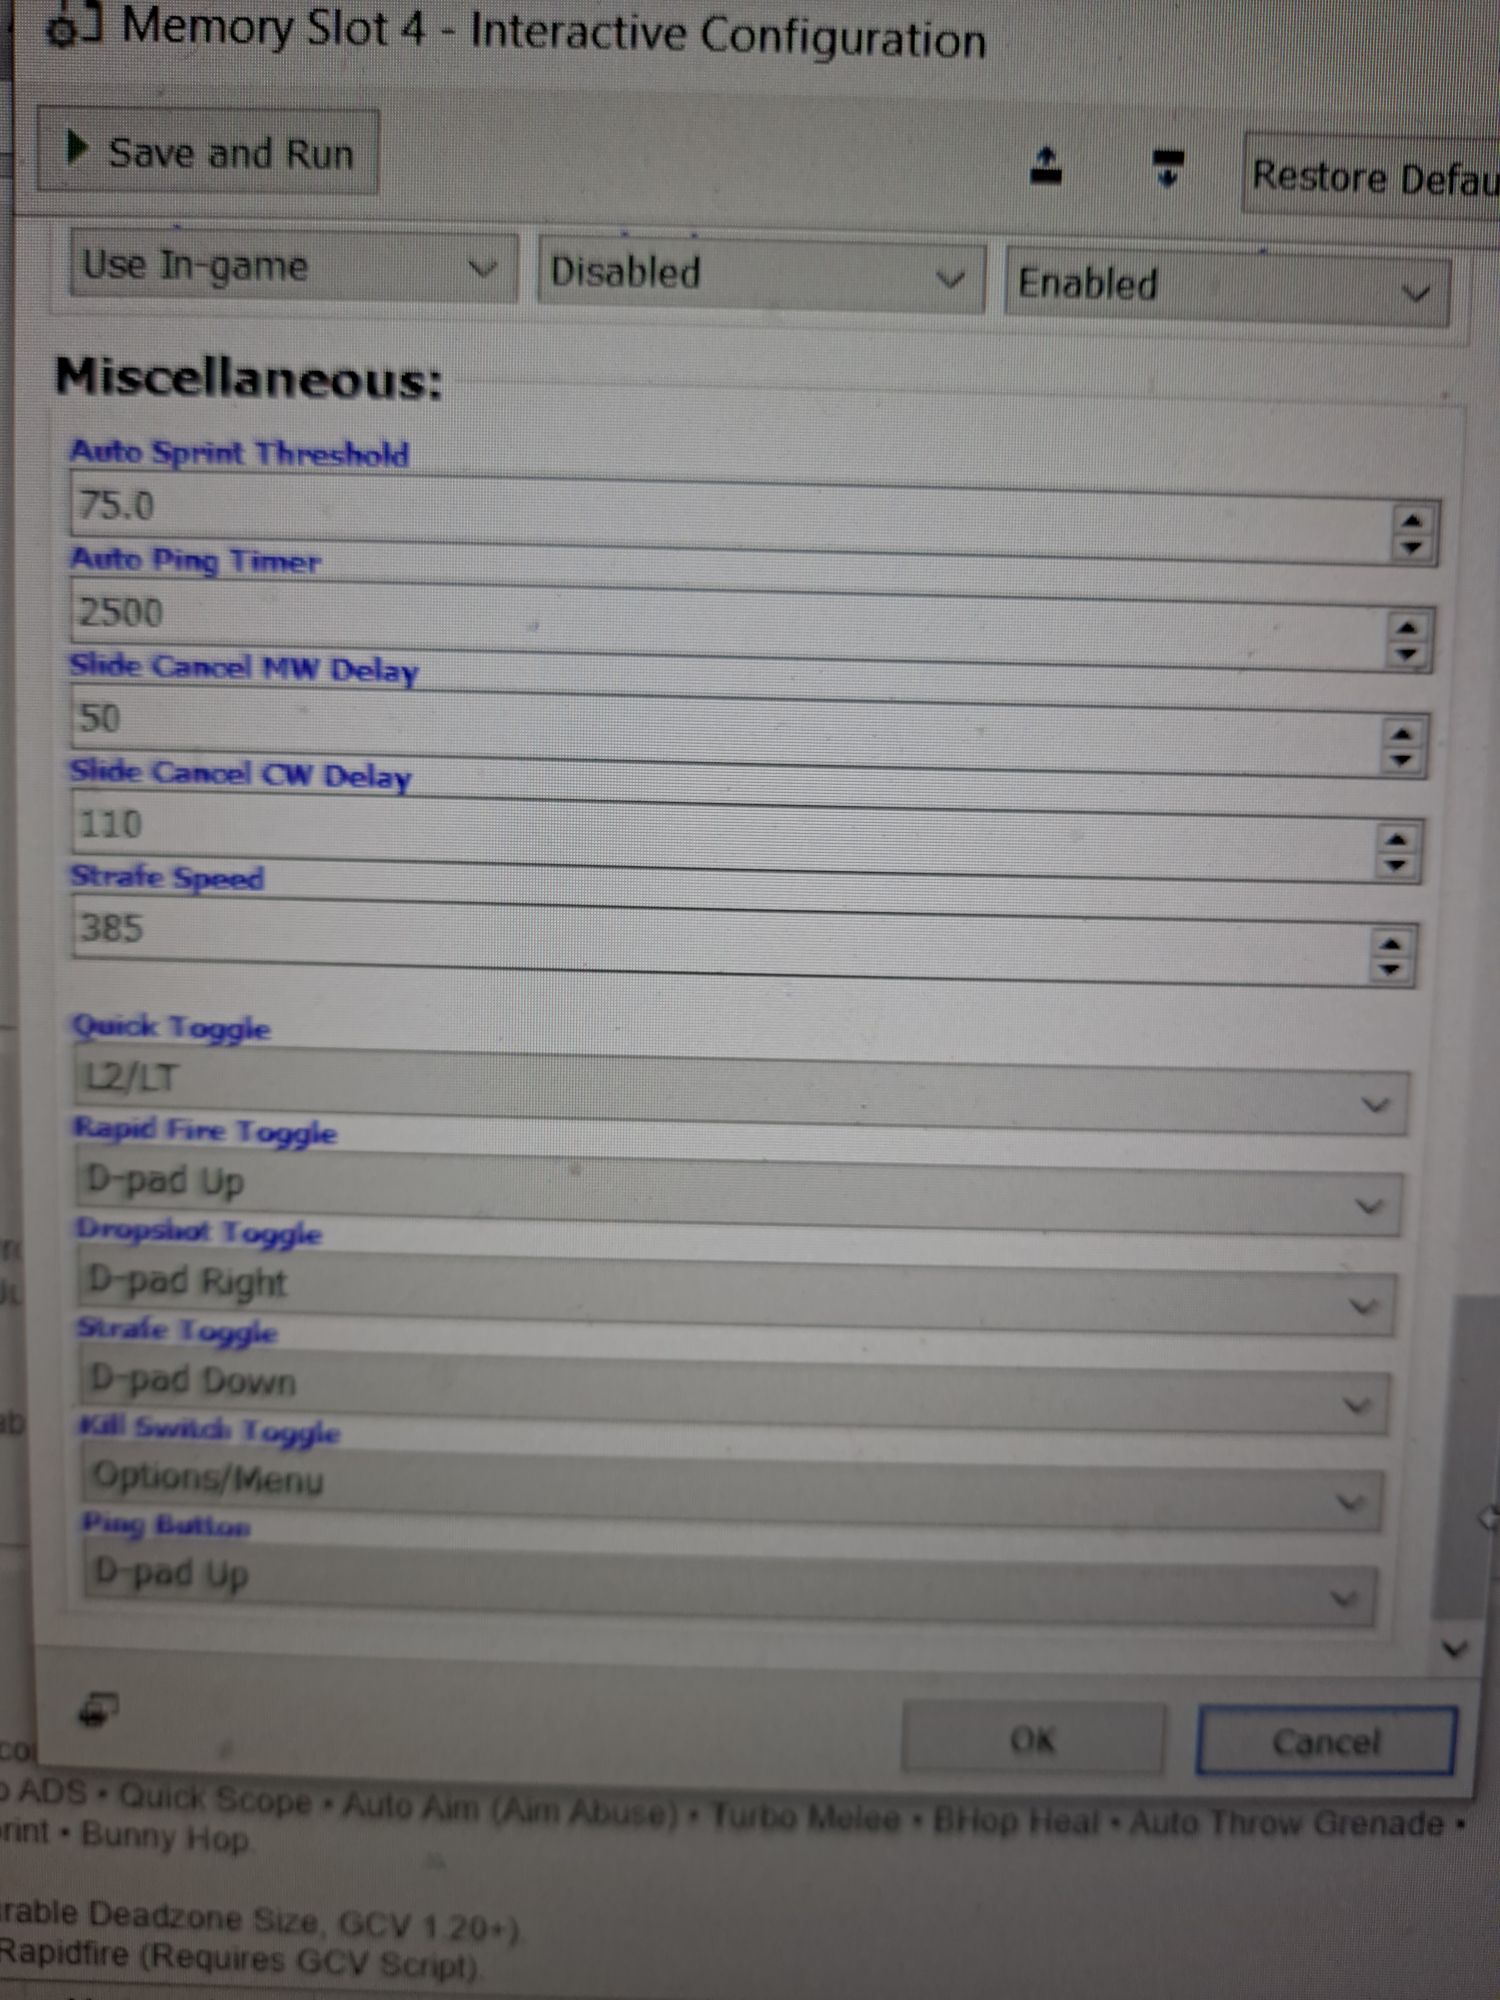 Memory Slot 4 - Interactive Configuration
Save and Run
Restore Defau
Use In-game
Disabled
Enabled
Miscellaneous:
Auto Sprint Threshold
75.0
Auto Ping Timer
2500
Slide Cancel MW Delay
50
Slide Cancel CW Delay
110
Strafe Speed
385
Quick Toggle
L2/LT
Rapid Fire Toggle
D-pad Up
Dropshot Toggle
D-pad Right
Strafe Toggle
D-pad Down
Kill Switch Toggle
Options/Menu
Ping Button
D-pad Up
OK
Cancel
ADS • Quick Scope • Auto Aim (Aim Abuse) • Turbo Melee • BHop Heal • Auto Throw Grenade •
rint • Bunny Hop
rable Deadzone Size, GCV 1.20+).
Rapidfire (Requires GCV Script).